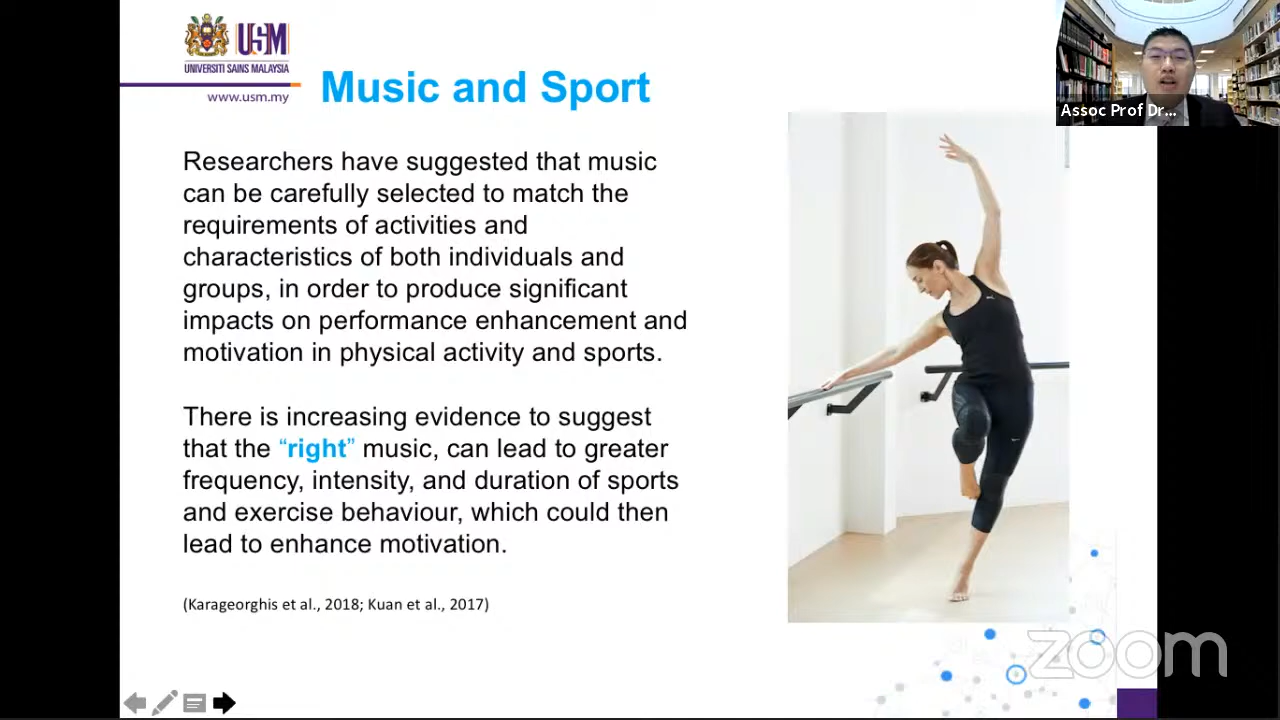 USM
UNIVERSITI SAINS MALAYSIA
www.usm.my
Music and Sport
Assoc Prof Dr...
Researchers have suggested that music
can be carefully selected to match the
requirements of activities and
characteristics of both individuals and
groups, in order to produce significant
impacts on performance enhancement and
motivation in physical activity and sports.
There is increasing evidence to suggest
that the “right” music, can lead to greater
frequency, intensity, and duration of sports
and exercise behaviour, which could then
lead to enhance motivation.
(Karageorghis et al., 2018; Kuan et al., 2017)
zoom